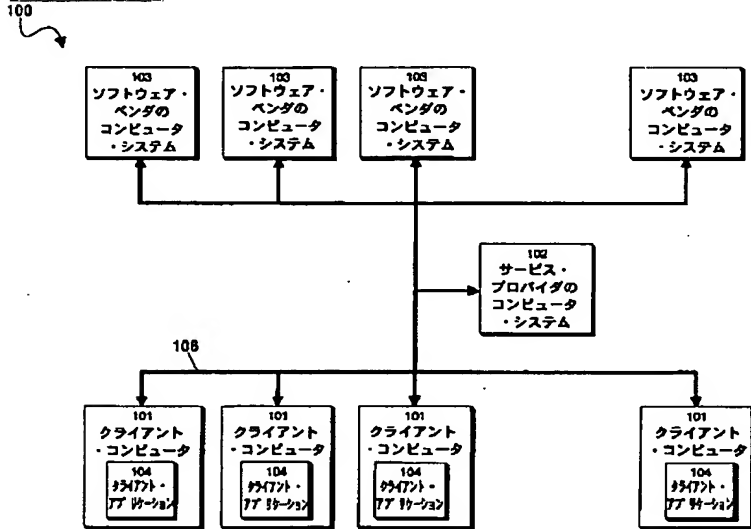 100
103
ソフトウェア・
ベンダの
コンピュータ
・システム
103
ソフトウェア・
ベンダの
コンピュータ
・システム
103
ソフトウェア・
ベンダの
コンピュータ
・システム
103
ソフトウェア・
ベンダの
コンピュータ
・システム
102
サービス・
プロバイダの
コンピュータ
・システム
106
101
クライアント
・コンピュータ
104
クライアント・
アプリケーション
101
クライアント
・コンピュータ
104
クライアント・
アプリケーション
101
クライアント
・コンピュータ
104
クライアント・
アプリケーション
101
クライアント
・コンピュータ
104
クライアント・
アプリケーション